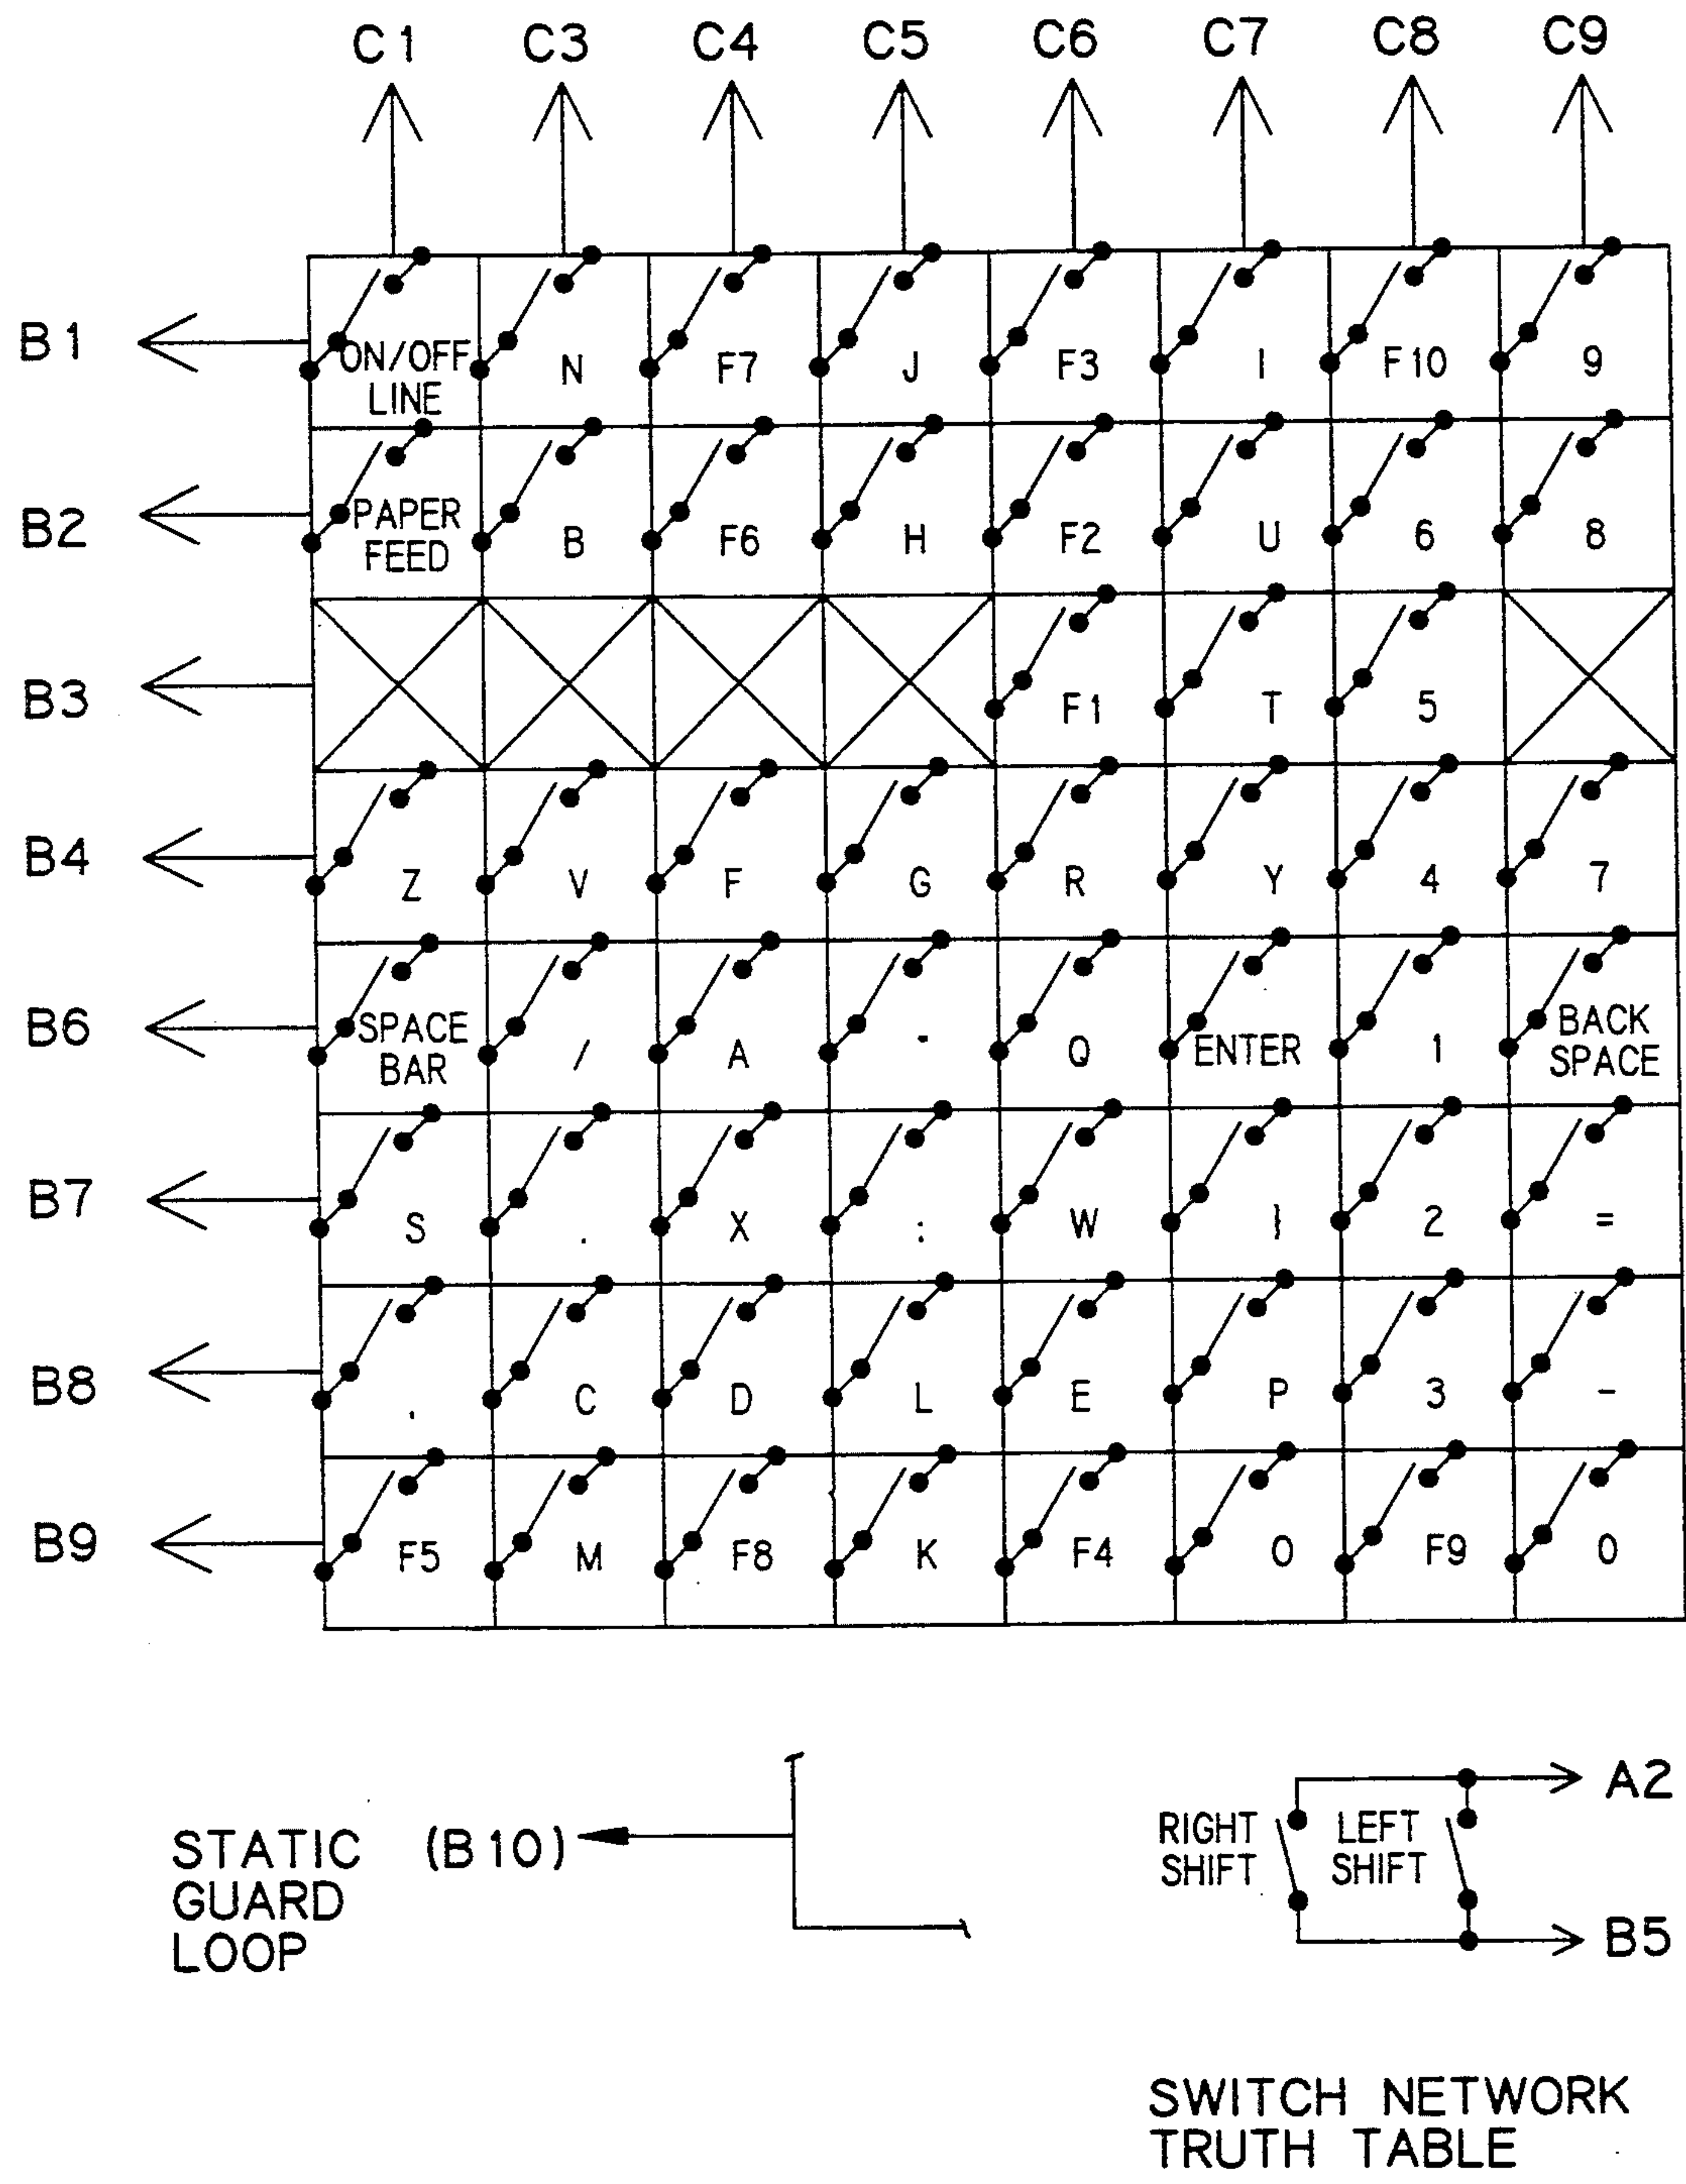 C1 C3 C4 C5 C6 C7 C8 C9
B1 ON/OFF LINE N F7 J F3 I F10 9
B2 PAPER FEED B F6 H F2 U 6 8
B3 F1 T 5
B4 Z V F G R Y 4 7
B6 SPACE BAR / A Q ENTER 1 BACK SPACE
B7 S . X : W } 2 =
B8 C D L E P 3 -
B9 F5 M F8 K F4 O F9 0
STATIC GUARD LOOP (B10)
RIGHT SHIFT LEFT SHIFT A2
B5
SWITCH NETWORK
TRUTH TABLE